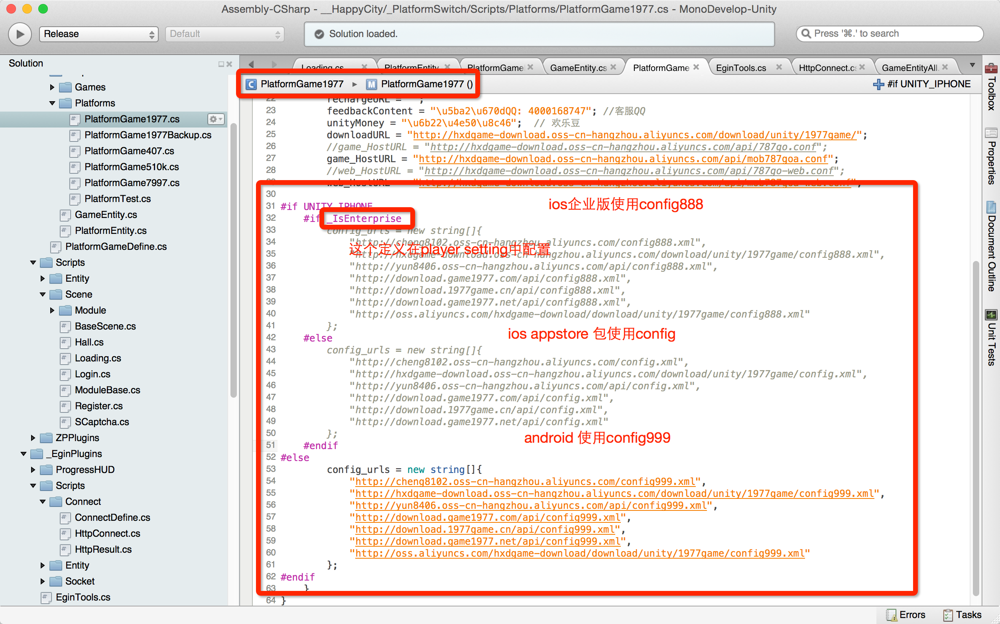 Assembly-CSharp - __HappyCity/_PlatformSwitch/Scripts/Platforms/PlatformGame1977.cs - MonoDevelop-Unity
Release
Default
Solution loaded.
Press '⌘.' to search
Solution
Loading.cs
PlatformEntity
PlatformGame
GameEntity.cs
PlatformGame
EginTools.cs
HttpConnect.c
GameEntityAll.
PlatformGame1977 ▸ PlatformGame1977 ()
#if UNITY_IPHONE
Games
Platforms
PlatformGame1977.cs
PlatformGame1977Backup.cs
PlatformGame407.cs
PlatformGame510k.cs
PlatformGame7997.cs
PlatformTest.cs
GameEntity.cs
PlatformEntity.cs
PlatformGameDefine.cs
Scripts
Entity
Scene
Module
BaseScene.cs
Hall.cs
Loading.cs
Login.cs
ModuleBase.cs
Register.cs
SCaptcha.cs
ZPPlugins
_EginPlugins
ProgressHUD
Scripts
Connect
ConnectDefine.cs
HttpConnect.cs
HttpResult.cs
Entity
Socket
EginTools.cs
22 rechargeURL = "";
23 feedbackContent = "\u5ba2\u670dQQ: 4000168747"; //客服QQ
24 unityMoney = "\u6b22\u4e50\u8c46"; // 欢乐豆
25 downloadURL = "http://hxdgame-download.oss-cn-hangzhou.aliyuncs.com/download/unity/1977game/";
26 //game_HostURL = "http://hxdgame-download.oss-cn-hangzhou.aliyuncs.com/api/787go.conf";
27 game_HostURL = "http://hxdgame-download.oss-cn-hangzhou.aliyuncs.com/api/mob787goa.conf";
28 //web_HostURL = "http://hxdgame-download.oss-cn-hangzhou.aliyuncs.com/api/787go-web.conf";
29 web_HostURL = "http://hxdgame-download.oss-cn-hangzhou.aliyuncs.com/api/mob787goa-web.conf";
30
31 #if UNITY_IPHONE
ios企业版使用config888
32 #if _IsEnterprise
33 config_urls = new string[]{
34 "http://cheng8102.oss-cn-hangzhou.aliyuncs.com/config888.xml",
这个定义在player setting中配置
35 "http://hxdgame-download.oss-cn-hangzhou.aliyuncs.com/download/unity/1977game/config888.xml",
36 "http://yun8406.oss-cn-hangzhou.aliyuncs.com/api/config888.xml",
37 "http://download.game1977.com/api/config888.xml",
38 "http://download.1977game.cn/api/config888.xml",
39 "http://download.game1977.net/api/config888.xml",
40 "http://oss.aliyuncs.com/hxdgame-download/download/unity/1977game/config888.xml"
41 };
ios appstore 包使用config
42 #else
43 config_urls = new string[]{
44 "http://cheng8102.oss-cn-hangzhou.aliyuncs.com/config.xml",
45 "http://hxdgame-download.oss-cn-hangzhou.aliyuncs.com/download/unity/1977game/config.xml",
46 "http://yun8406.oss-cn-hangzhou.aliyuncs.com/api/config.xml",
47 "http://download.game1977.com/api/config.xml",
48 "http://download.1977game.cn/api/config.xml",
49 "http://download.game1977.net/api/config.xml"
50 };
android 使用config999
51 #endif
52 #else
53 config_urls = new string[]{
54 "http://cheng8102.oss-cn-hangzhou.aliyuncs.com/config999.xml",
55 "http://hxdgame-download.oss-cn-hangzhou.aliyuncs.com/download/unity/1977game/config999.xml",
56 "http://yun8406.oss-cn-hangzhou.aliyuncs.com/api/config999.xml",
57 "http://download.game1977.com/api/config999.xml",
58 "http://download.1977game.cn/api/config999.xml",
59 "http://download.game1977.net/api/config999.xml",
60 "http://oss.aliyuncs.com/hxdgame-download/download/unity/1977game/config999.xml"
61 };
62 #endif
63 }
64 }
Toolbox
Properties
Document Outline
Unit Tests
Errors
Tasks